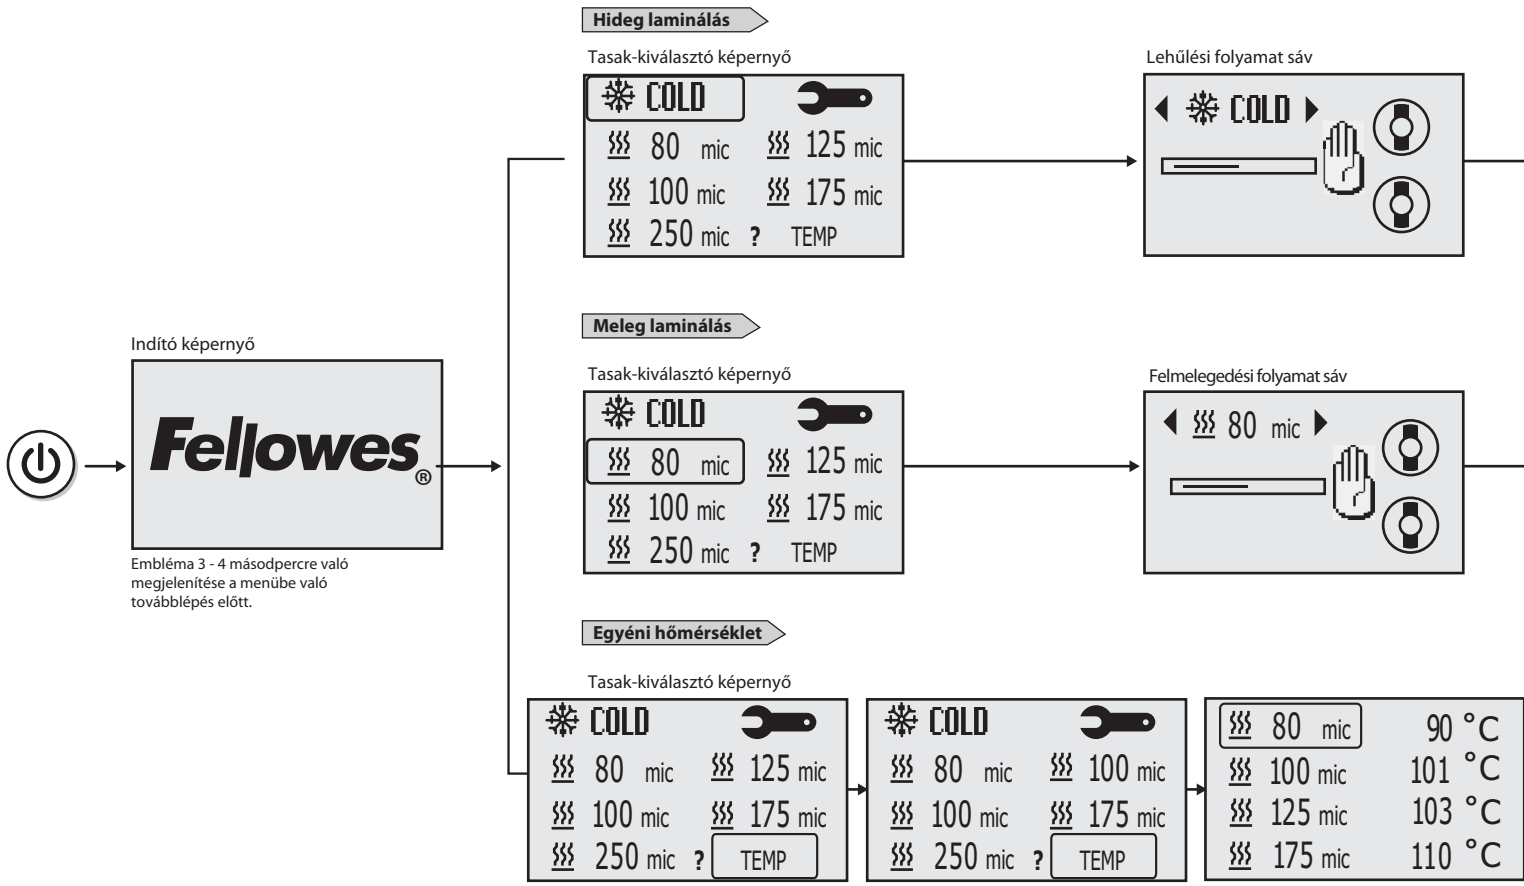 Hideg laminálás
Tasak-kiválasztó képernyő
COLD
80 mic 125 mic
100 mic 175 mic
250 mic ? TEMP
Lehűlési folyamat sáv
COLD
Indító képernyő
Fellowes®
Embléma 3 - 4 másodpercre való
megjelenítése a menübe való
továbblépés előtt.
Meleg laminálás
Tasak-kiválasztó képernyő
COLD
80 mic 125 mic
100 mic 175 mic
250 mic ? TEMP
Felmelegedési folyamat sáv
80 mic
Egyéni hőmérséklet
Tasak-kiválasztó képernyő
COLD
80 mic 125 mic
100 mic 175 mic
250 mic ? TEMP
COLD
80 mic 100 mic
100 mic 175 mic
250 mic ? TEMP
80 mic 90 °C
100 mic 101 °C
125 mic 103 °C
175 mic 110 °C